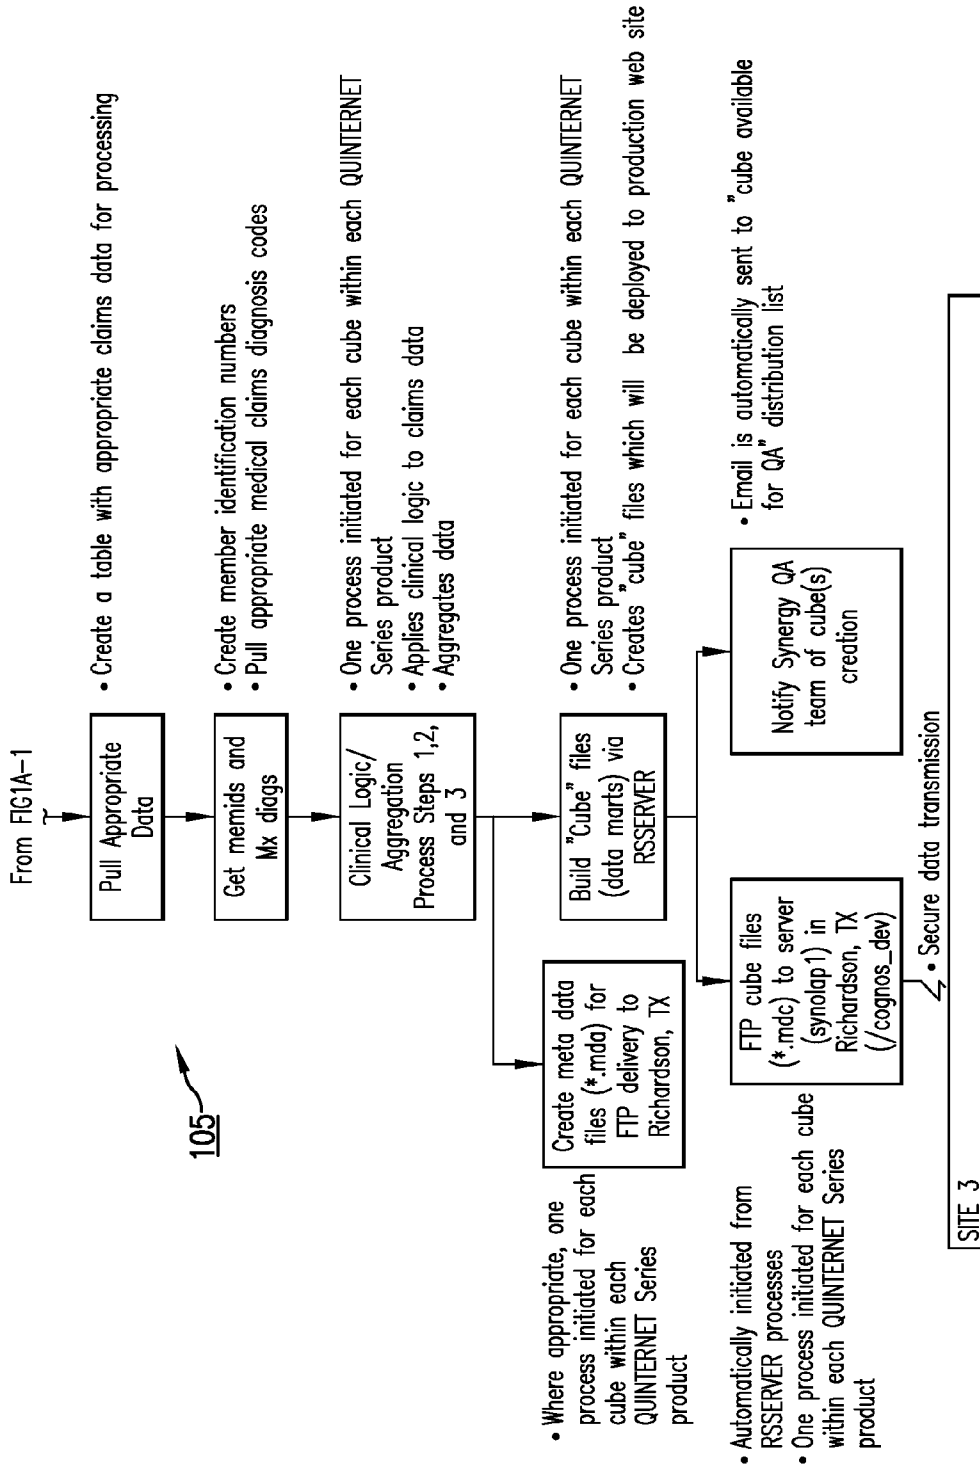 From FIG1A-1
Pull Appropriate
Data
• Create a table with appropriate claims data for processing
Get memids and
Mx diags
• Create member identification numbers
• Pull appropriate medical claims diagnosis codes
105
Clinical Logic/
Aggregation
Process Steps 1,2,
and 3
• One process initiated for each cube within each QUINTERNET
Series product
• Applies clinical logic to claims data
• Aggregates data
• Where appropriate, one
process initiated for each
cube within each
QUINTERNET Series
product
Create meta data
files (*.mda) for
FTP delivery to
Richardson, TX
Build "Cube" files
(data marts) via
RSSERVER
• One process initiated for each cube within each QUINTERNET
Series product
• Creates "cube" files which will be deployed to production web site
• Automatically initiated from
RSSERVER processes
• One process initiated for each cube
within each QUINTERNET Series
product
FTP cube files
(*.mdc) to server
(synolap1) in
Richardson, TX
(/cognos_dev)
Notify Synergy QA
team of cube(s)
creation
• Email is automatically sent to "cube available
for QA" distribution list
• Secure data transmission
SITE 3